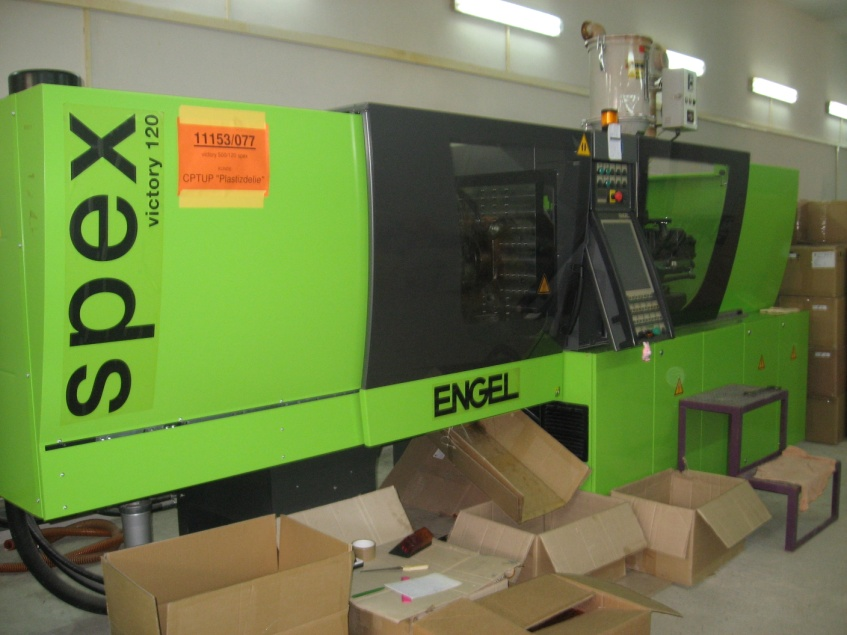 spex
victory 120
11153/077
CPTUP "Plastizdelie"
ENGEL